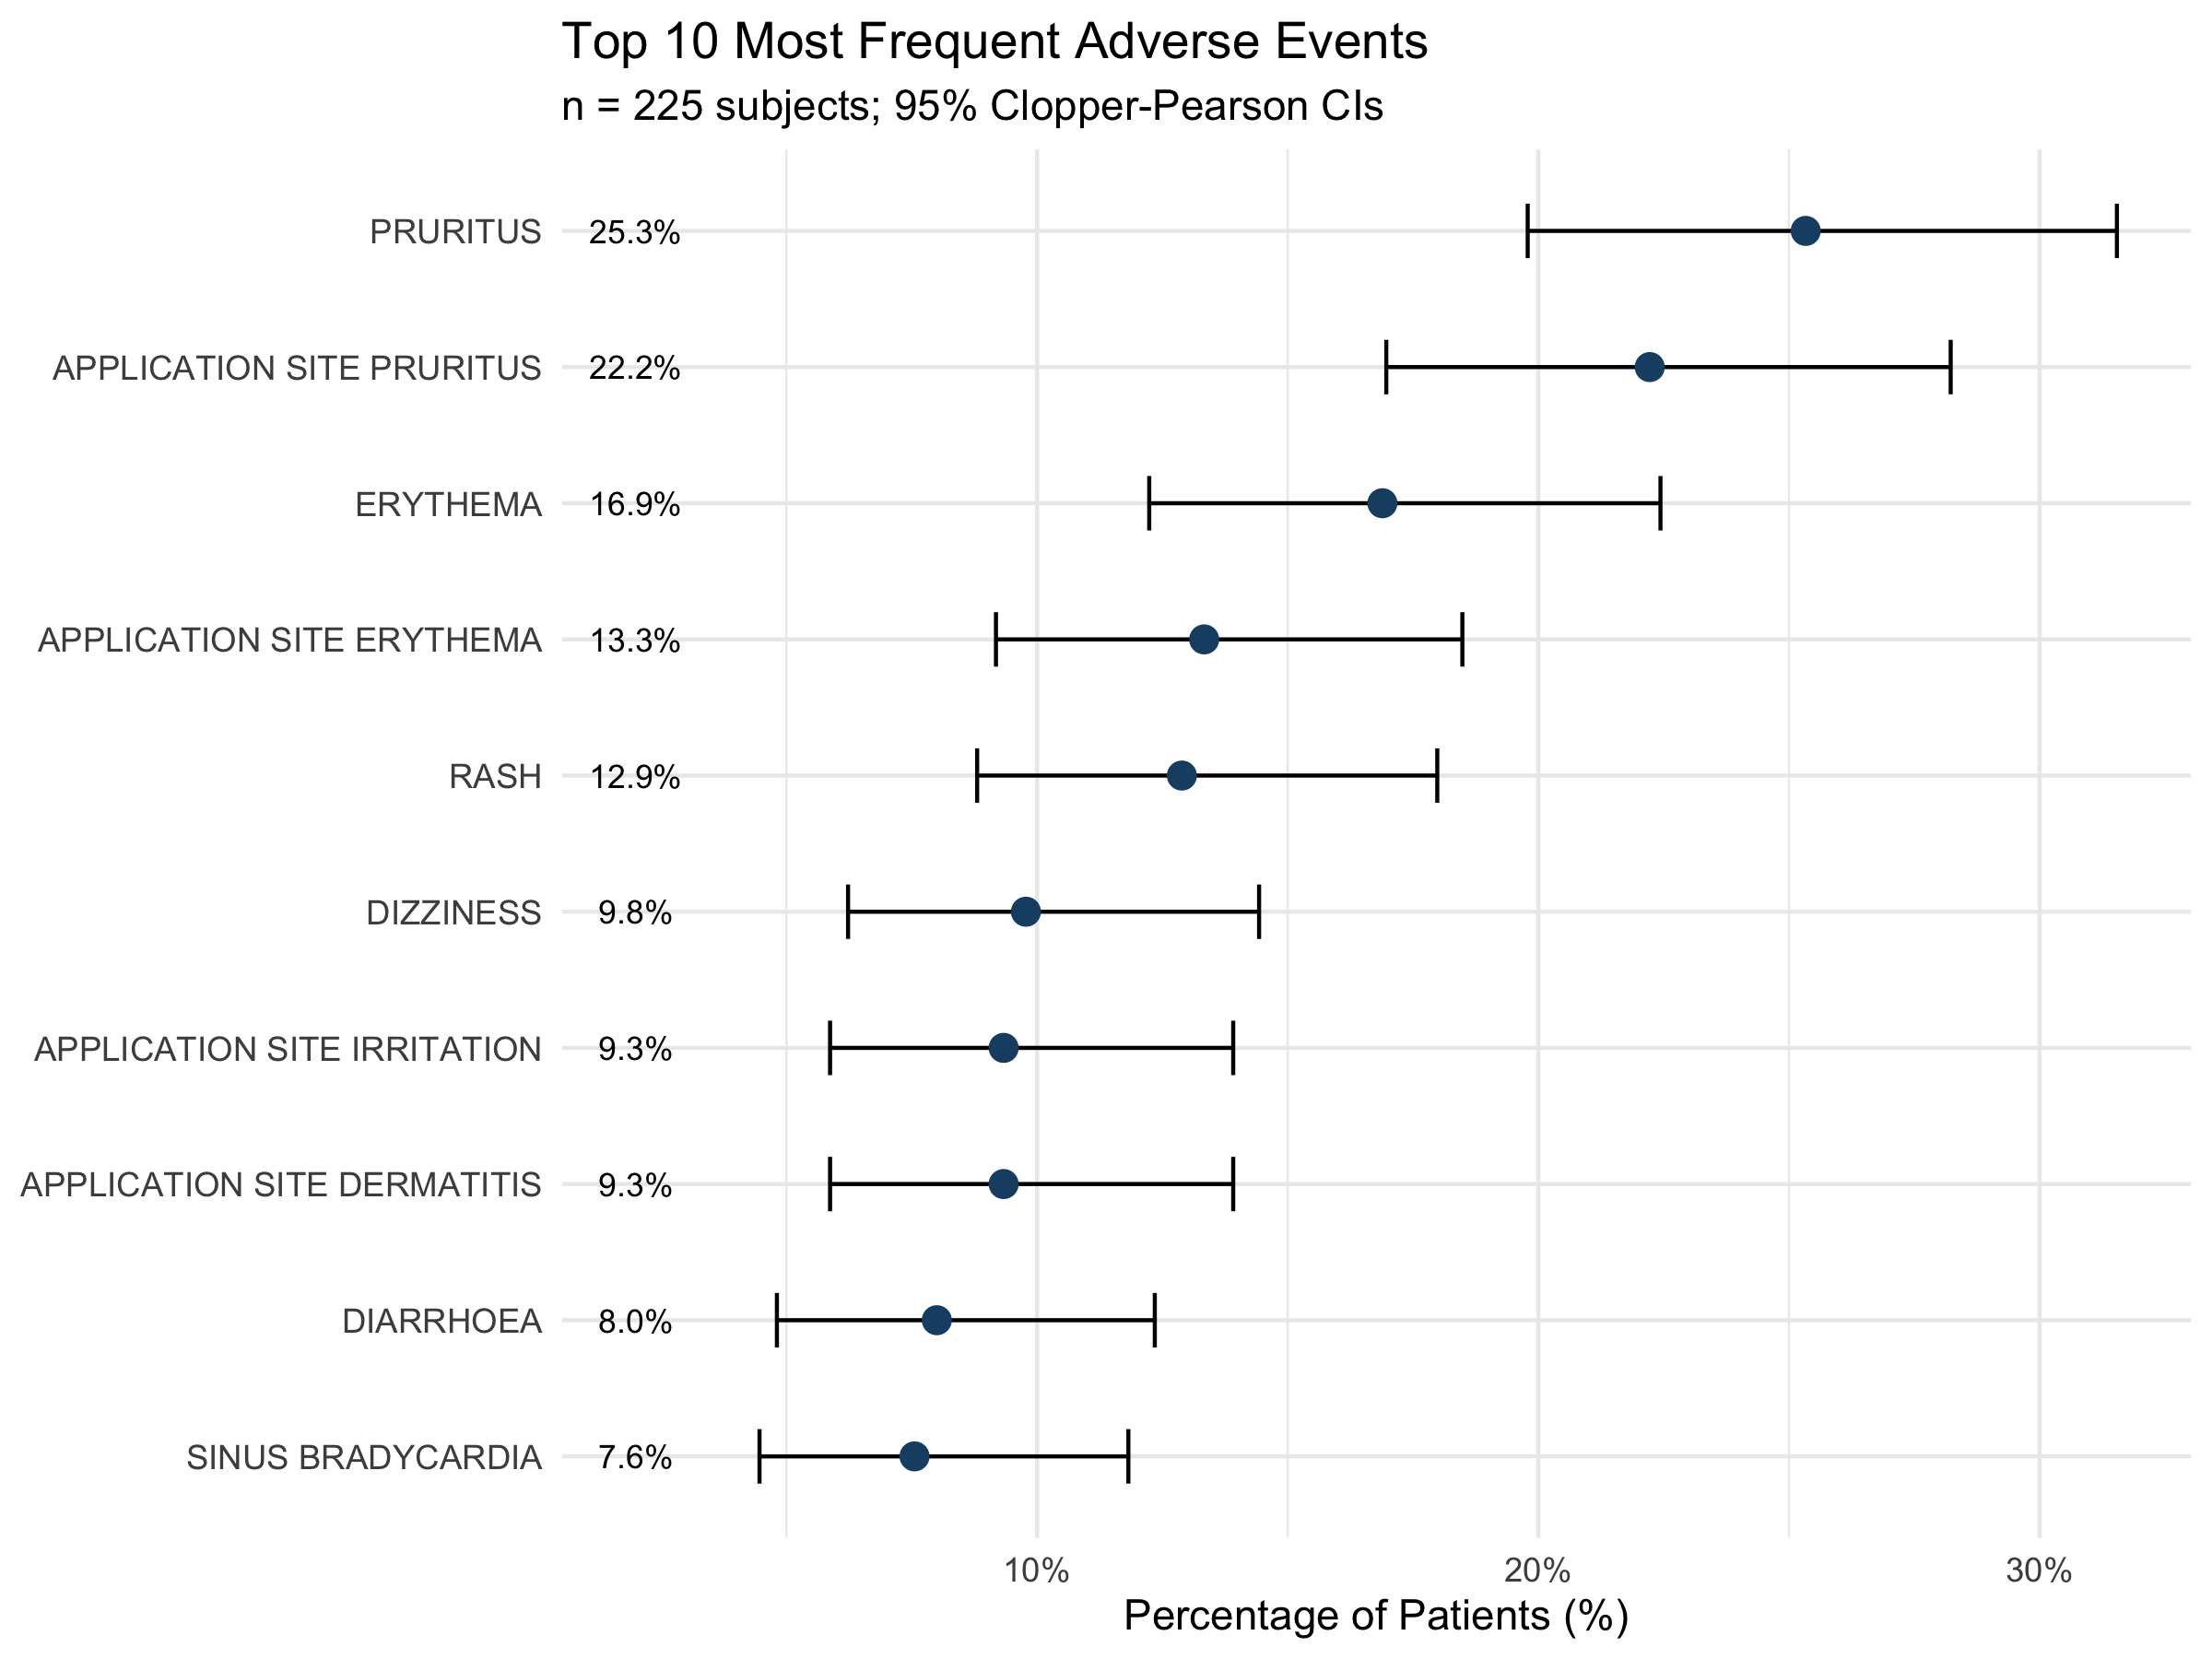 Top 10 Most Frequent Adverse Events
n = 225 subjects; 95% Clopper-Pearson CIs
PRURITUS 25.3%
APPLICATION SITE PRURITUS 22.2%
ERYTHEMA 16.9%
APPLICATION SITE ERYTHEMA 13.3%
RASH 12.9%
DIZZINESS 9.8%
APPLICATION SITE IRRITATION 9.3%
APPLICATION SITE DERMATITIS 9.3%
DIARRHOEA 8.0%
SINUS BRADYCARDIA 7.6%
10% 20% 30%
Percentage of Patients (%)